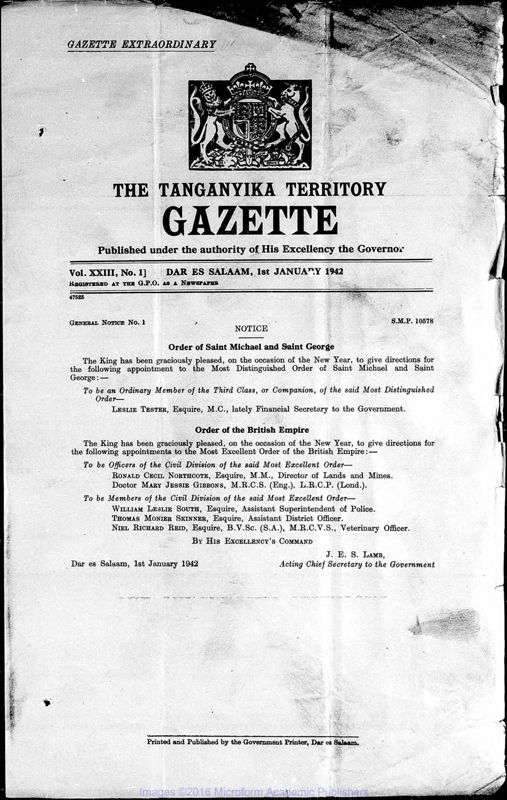 GAZETTE EXTRAORDINARY
THE TANGANYIKA TERRITORY
GAZETTE
Published under the authority of His Excellency the Governor
Vol. XXIII, No. 1] DAR ES SALAAM, 1st JANUARY 1942
REGISTERED AT THE G.P.O. AS A NEWSPAPER
47525
GENERAL NOTICE NO. 1 S.M.P. 10578
NOTICE
Order of Saint Michael and Saint George
The King has been graciously pleased, on the occasion of the New Year, to give directions for
the following appointment to the Most Distinguished Order of Saint Michael and Saint
George:—
To be an Ordinary Member of the Third Class, or Companion, of the said Most Distinguished
Order—
LESLIE TESTER, Esquire, M.C., lately Financial Secretary to the Government.
Order of the British Empire
The King has been graciously pleased, on the occasion of the New Year, to give directions for
the following appointments to the Most Excellent Order of the British Empire:—
To be Officers of the Civil Division of the said Most Excellent Order—
RONALD CECIL NORTHCOTE, Esquire, M.M., Director of Lands and Mines.
Doctor MARY JESSIE GIBBONS, M.R.C.S. (Eng.), L.R.C.P. (Lond.).
To be Members of the Civil Division of the said Most Excellent Order—
WILLIAM LESLIE SOUTH, Esquire, Assistant Superintendent of Police.
THOMAS MONIER SKINNER, Esquire, Assistant District Officer.
NIEL RICHARD REID, Esquire, B.V.Sc. (S.A.), M.R.C.V.S., Veterinary Officer.
BY HIS EXCELLENCY'S COMMAND
J. E. S. LAMB,
Dar es Salaam, 1st January 1942 Acting Chief Secretary to the Government
Printed and Published by the Government Printer, Dar es Salaam.
Images ©2016 Microform Academic Publishers